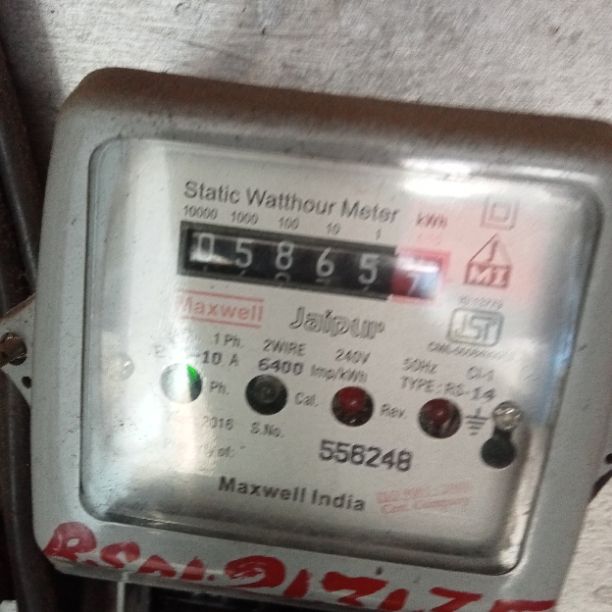 Static Watthour Meter
10000 1000 100 10 1 kWh
0 5 8 6 5 7
Maxwell
Jaipur
1 Ph. 2WIRE 240V 50Hz Cl-1
-10 A 6400 Imp/kWh TYPE: RS-14
Ph. Cal. Rev.
2016 S.No.
558248
Maxwell India